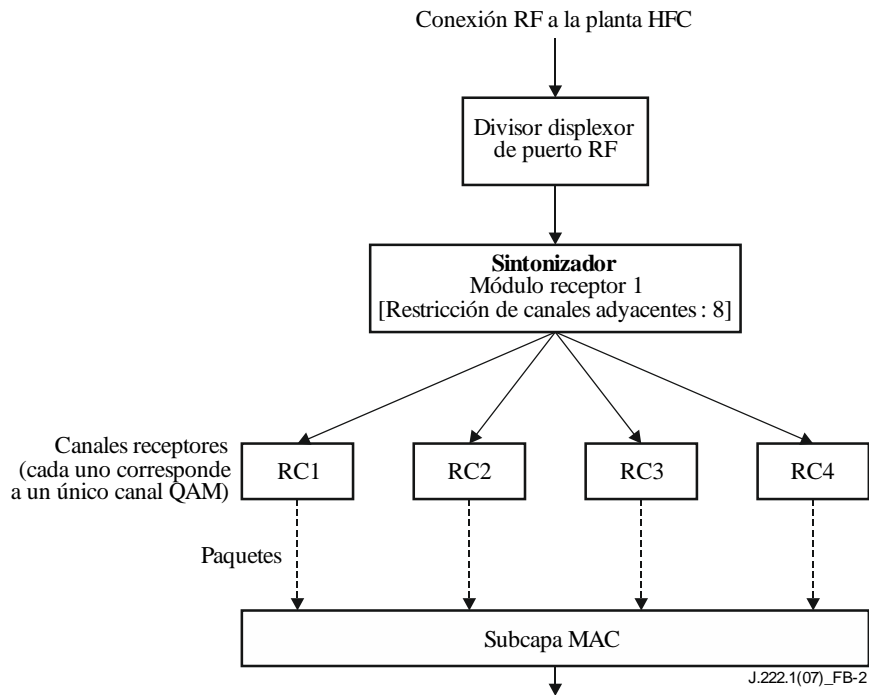 Conexión RF a la planta HFC
Divisor displexor
de puerto RF
Sintonizador
Módulo receptor 1
[Restricción de canales adyacentes : 8]
Canales receptores
(cada uno corresponde
a un único canal QAM)
RC1
RC2
RC3
RC4
Paquetes
Subcapa MAC
J.222.1(07)_FB-2